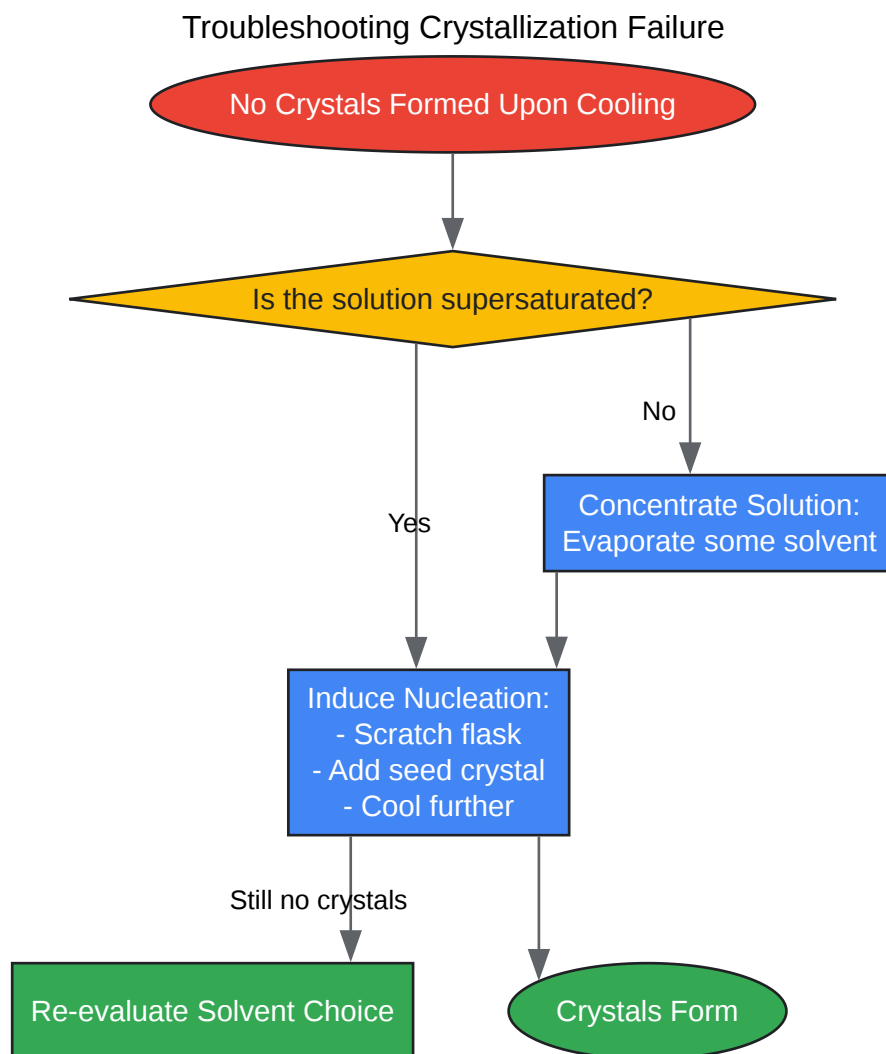 Troubleshooting Crystallization Failure
No Crystals Formed Upon Cooling
Is the solution supersaturated?
No
Concentrate Solution:
Evaporate some solvent
Yes
Induce Nucleation:
- Scratch flask
- Add seed crystal
- Cool further
Still no crystals
Re-evaluate Solvent Choice
Crystals Form